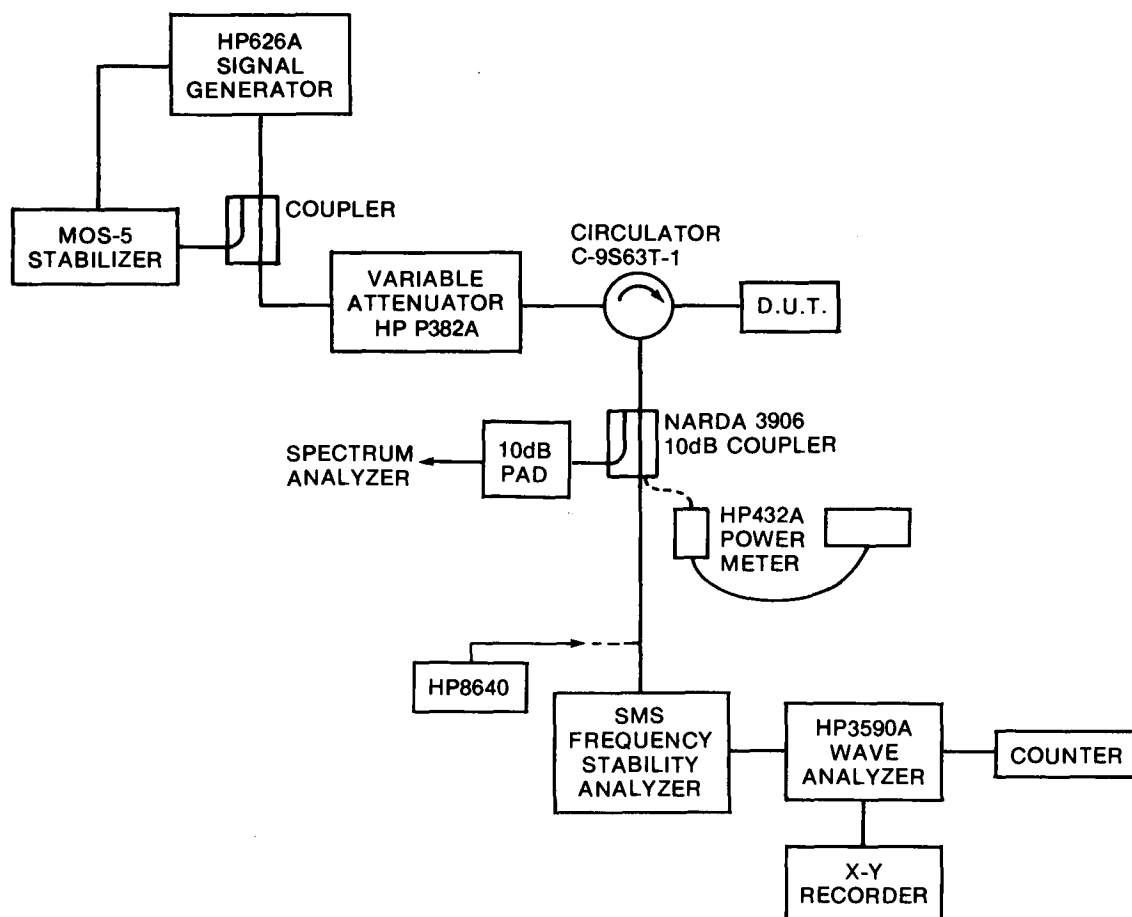 HP626A
SIGNAL
GENERATOR
COUPLER
MOS-5
STABILIZER
CIRCULATOR
C-9S63T-1
VARIABLE
ATTENUATOR
HP P382A
D.U.T.
NARDA 3906
10dB COUPLER
SPECTRUM
ANALYZER
10dB
PAD
HP432A
POWER
METER
HP8640
SMS
FREQUENCY
STABILITY
ANALYZER
HP3590A
WAVE
ANALYZER
COUNTER
X-Y
RECORDER